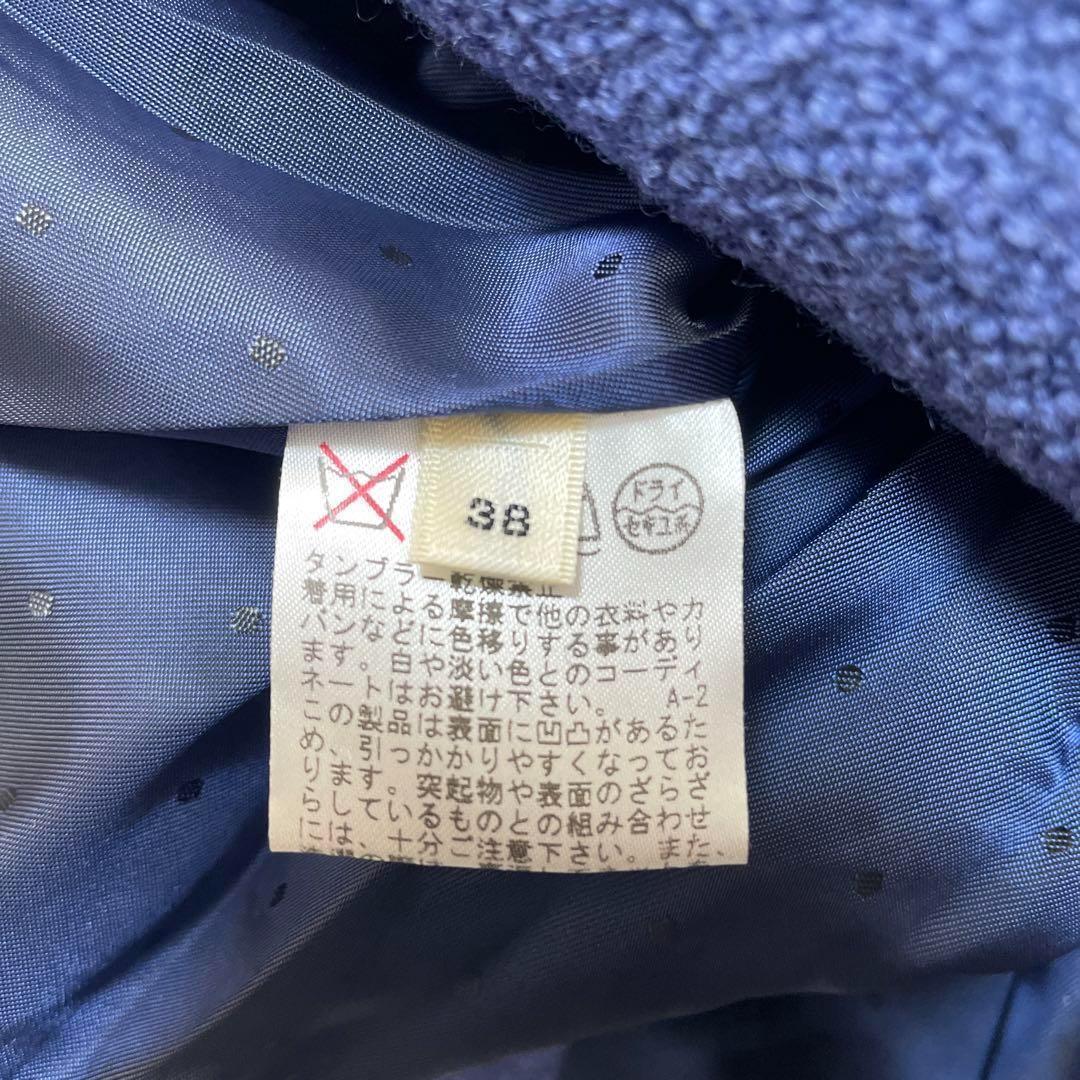 38
ドライ
セキユ系
タンブラー乾燥禁止
着用による摩擦で他の衣料やカ
バンなどに色移りする事があり
ます。白や淡い色とのコーディ
ネートはお避け下さい。 A-2
この製品は表面に凹凸があるた
め、引っかかりやすくなってお
ります。突起物や表面のざらざ
らして いるものとの組み合わせ
には、十分ご注意下さい。また、